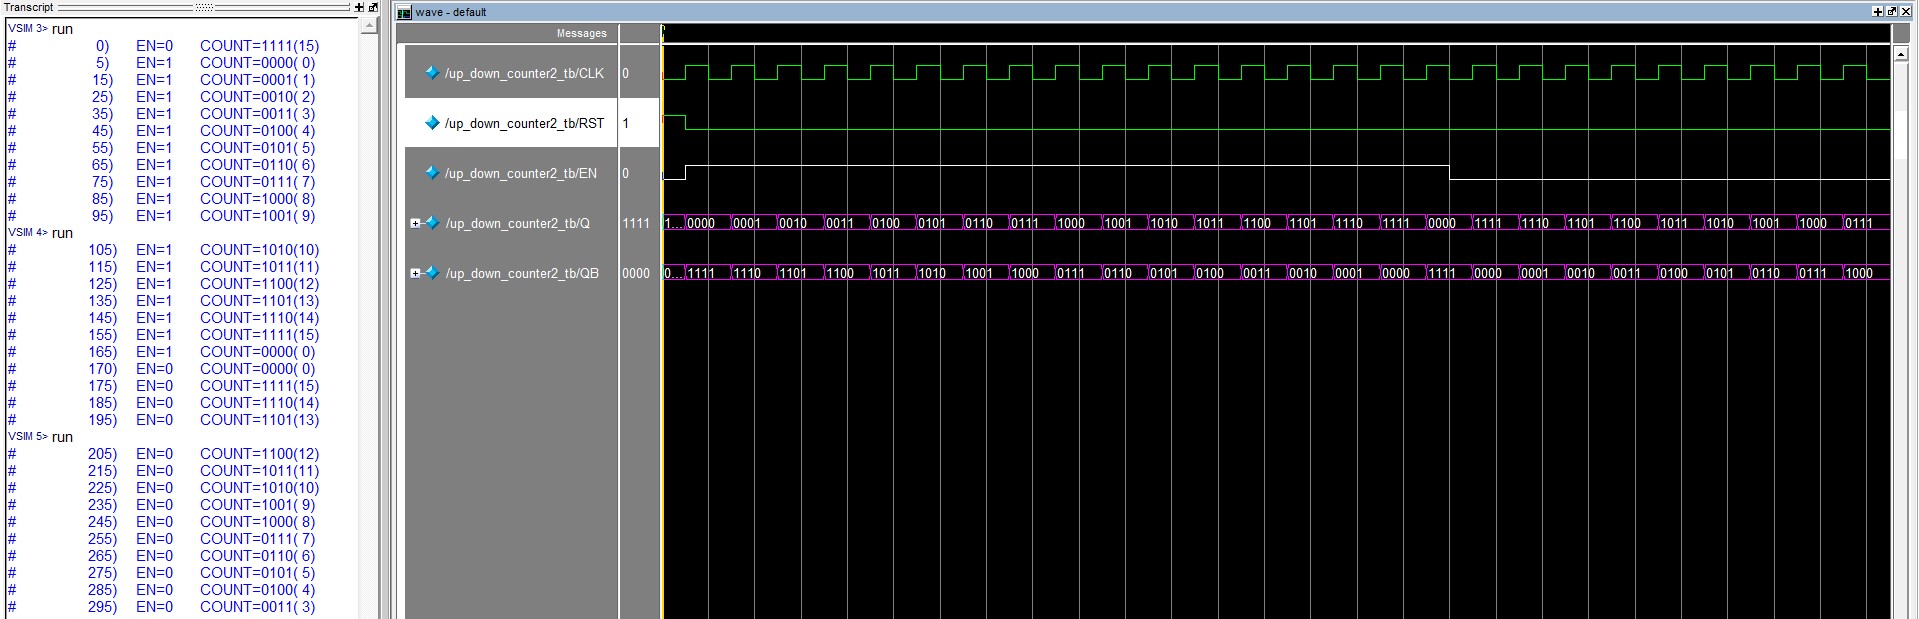 Transcript
VSIM 3> run
# 0) EN=0 COUNT=1111(15)
# 5) EN=1 COUNT=0000( 0)
# 15) EN=1 COUNT=0001( 1)
# 25) EN=1 COUNT=0010( 2)
# 35) EN=1 COUNT=0011( 3)
# 45) EN=1 COUNT=0100( 4)
# 55) EN=1 COUNT=0101( 5)
# 65) EN=1 COUNT=0110( 6)
# 75) EN=1 COUNT=0111( 7)
# 85) EN=1 COUNT=1000( 8)
# 95) EN=1 COUNT=1001( 9)
VSIM 4> run
# 105) EN=1 COUNT=1010(10)
# 115) EN=1 COUNT=1011(11)
# 125) EN=1 COUNT=1100(12)
# 135) EN=1 COUNT=1101(13)
# 145) EN=1 COUNT=1110(14)
# 155) EN=1 COUNT=1111(15)
# 165) EN=1 COUNT=0000( 0)
# 170) EN=0 COUNT=0000( 0)
# 175) EN=0 COUNT=1111(15)
# 185) EN=0 COUNT=1110(14)
# 195) EN=0 COUNT=1101(13)
VSIM 5> run
# 205) EN=0 COUNT=1100(12)
# 215) EN=0 COUNT=1011(11)
# 225) EN=0 COUNT=1010(10)
# 235) EN=0 COUNT=1001( 9)
# 245) EN=0 COUNT=1000( 8)
# 255) EN=0 COUNT=0111( 7)
# 265) EN=0 COUNT=0110( 6)
# 275) EN=0 COUNT=0101( 5)
# 285) EN=0 COUNT=0100( 4)
# 295) EN=0 COUNT=0011( 3)
wave - default
Messages
/up_down_counter2_tb/CLK 0
/up_down_counter2_tb/RST 1
/up_down_counter2_tb/EN 0
/up_down_counter2_tb/Q 1111 1... 0000 0001 0010 0011 0100 0101 0110 0111 1000 1001 1010 1011 1100 1101 1110 1111 0000 1111 1110 1101 1100 1011 1010 1001 1000 0111
/up_down_counter2_tb/QB 0000 0... 1111 1110 1101 1100 1011 1010 1001 1000 0111 0110 0101 0100 0011 0010 0001 0000 1111 0000 0001 0010 0011 0100 0101 0110 0111 1000